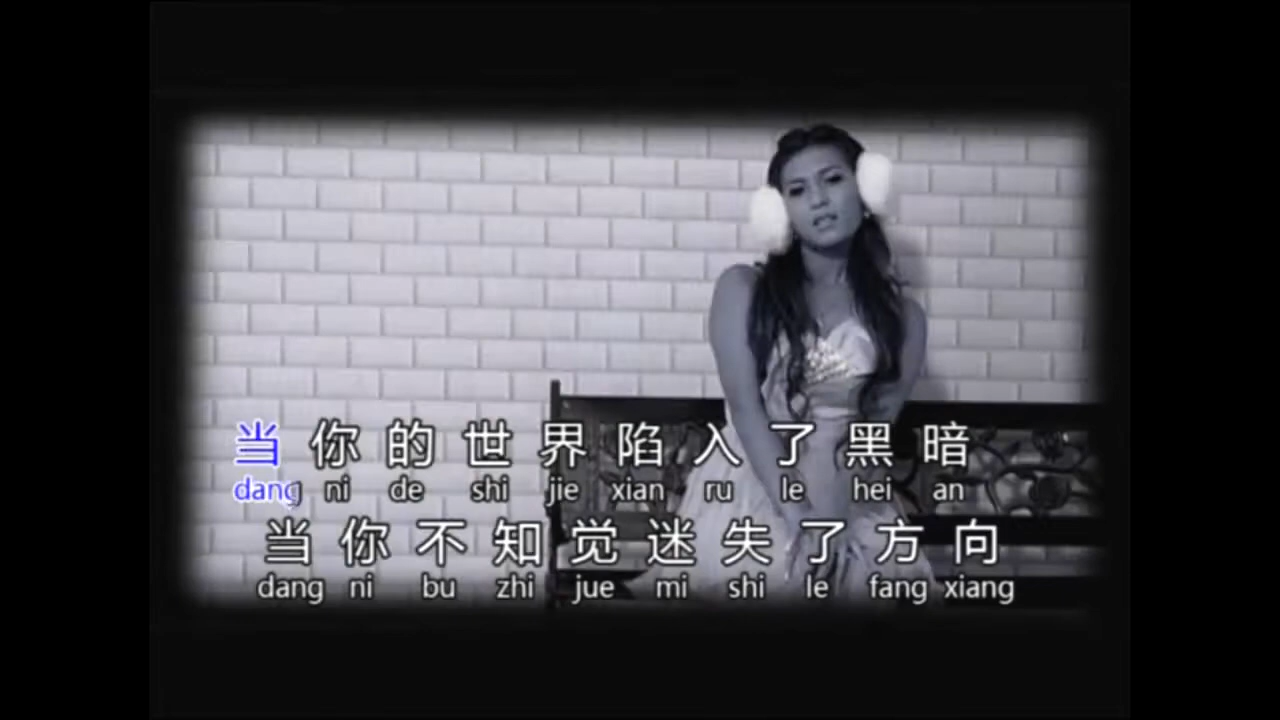 当你的世界陷入了黑暗
dang ni de shi jie xian ru le hei an
当你不知觉迷失了方向
dang ni bu zhi jue mi shi le fang xiang